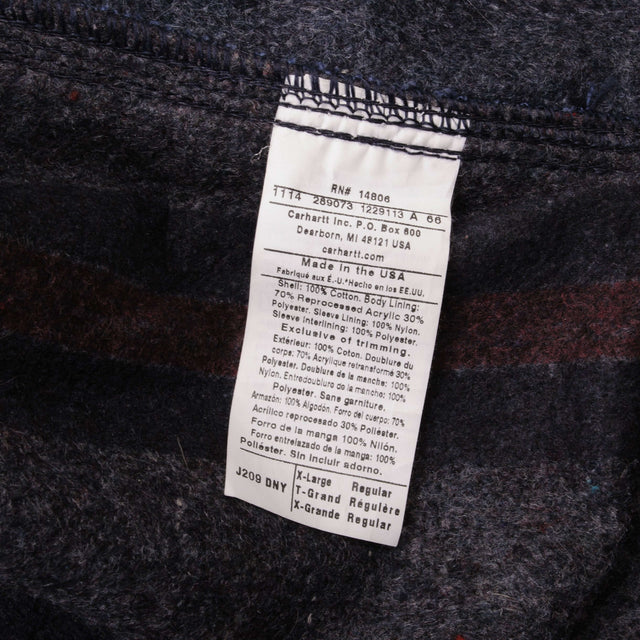 RN# 14806
1114 289073 1229113 A 66
Carhartt Inc. P.O. Box 600
Dearborn, MI 48121 USA
carhartt.com
Made in the USA
Fabriqué aux É.-U.*Hecho en los EE.UU.
Shell: 100% Cotton. Body Lining:
70% Reprocessed Acrylic 30%
Polyester. Sleeve Lining: 100% Nylon.
Sleeve Interlining: 100% Polyester.
Exclusive of trimming.
Extérieur: 100% Coton. Doublure du
corps: 70% Acrylique retransformé 30%
Polyester. Doublure de la manche: 100%
Nylon. Entredoublure de la manche: 100%
Polyester. Sans garniture.
Armazón: 100% Algodón. Forro del cuerpo: 70%
Acrílico reprocesado 30% Poliéster.
Forro de la manga 100% Nilón.
Forro entrelazado de la manga: 100%
Poliéster. Sin incluir adorno.
J209 DNY
X-Large Regular
T-Grand Régulière
X-Grande Regular